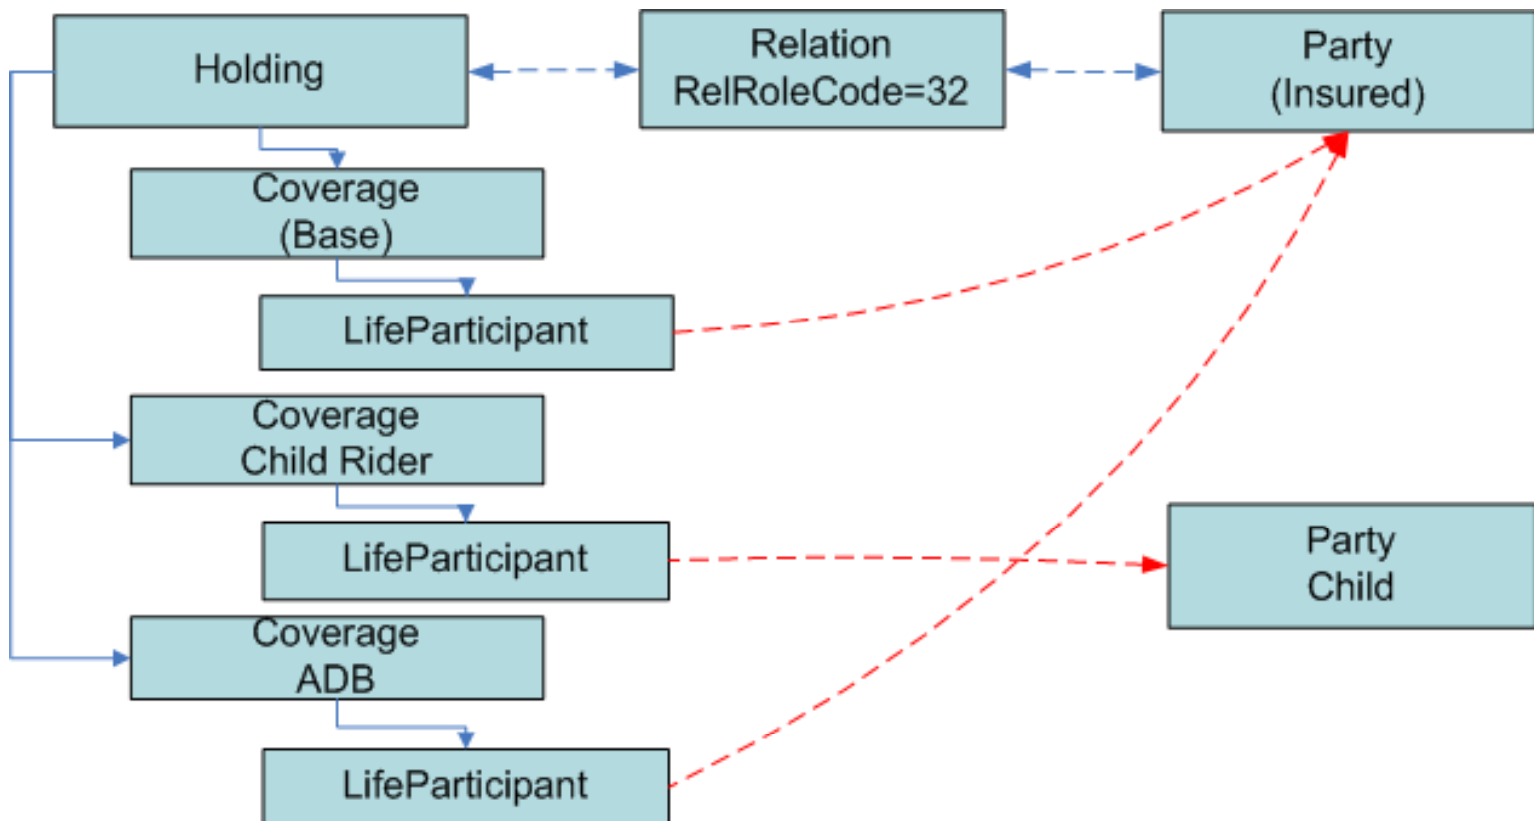 Holding
Relation
RelRoleCode=32
Party
(Insured)
Coverage
(Base)
LifeParticipant
Coverage
Child Rider
LifeParticipant
Party
Child
Coverage
ADB
LifeParticipant